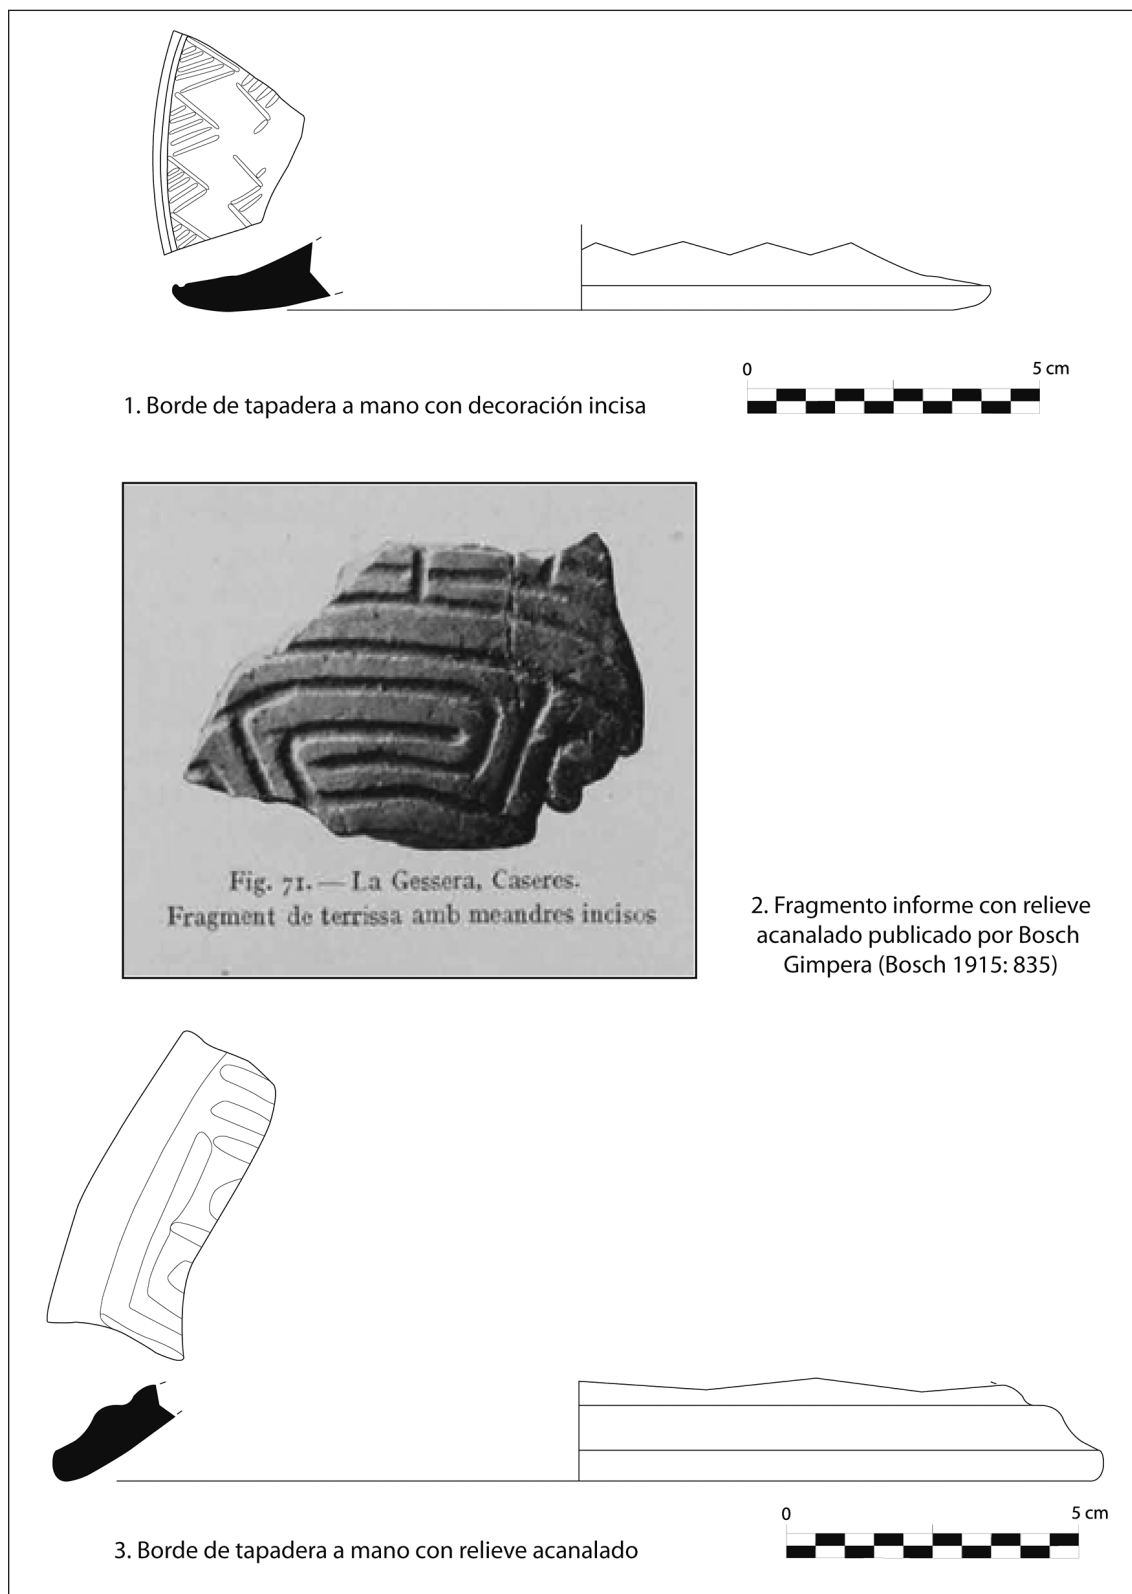 0 5 cm
1. Borde de tapadera a mano con decoración incisa
Fig. 71. — La Gessera, Caseres.
Fragment de terrissa amb meandres incisos
2. Fragmento informe con relieve
acanalado publicado por Bosch
Gimpera (Bosch 1915: 835)
0 5 cm
3. Borde de tapadera a mano con relieve acanalado